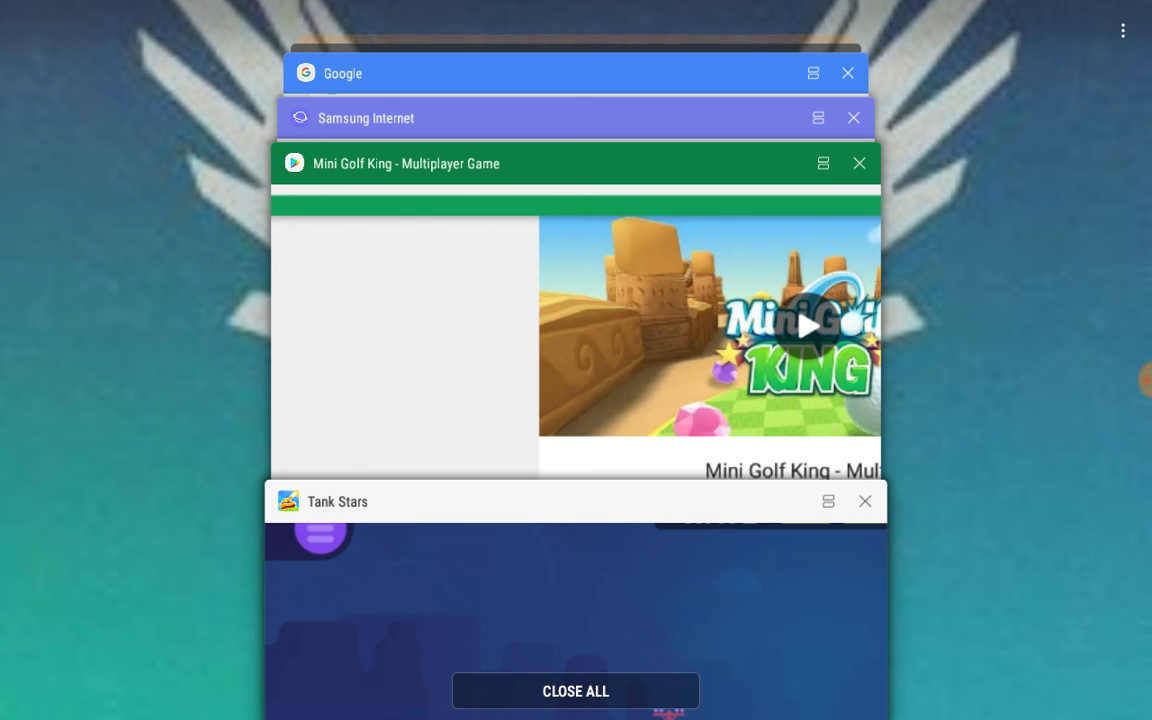 Google
Samsung Internet
Mini Golf King - Multiplayer Game
Mini Golf
KING
Mini Golf King - Mul
Tank Stars
CLOSE ALL